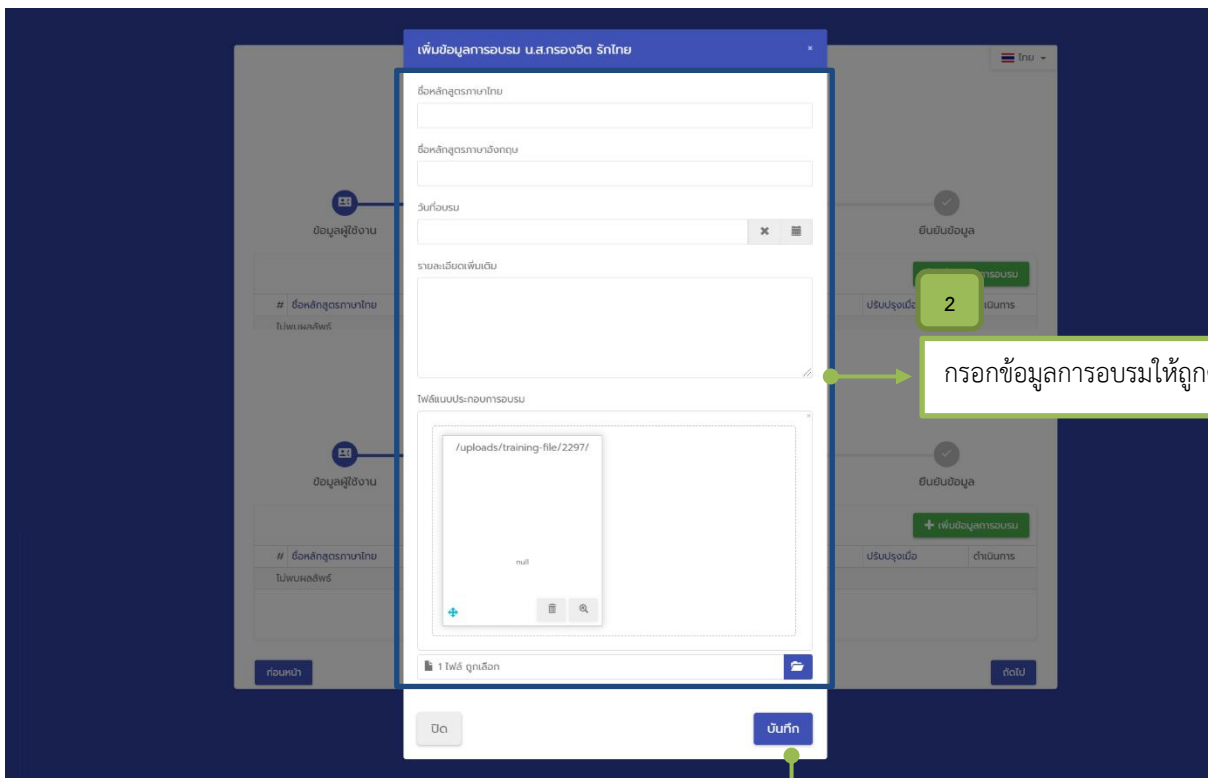 เพิ่มข้อมูลการอบรม น.ส.กรองจิต รักไทย
ไทย
ชื่อหลักสูตรภาษาไทย
ชื่อหลักสูตรภาษาอังกฤษ
วันที่อบรม
ข้อมูลผู้ใช้งาน
ยืนยันข้อมูล
รายละเอียดเพิ่มเติม
การอบรม
# ชื่อหลักสูตรภาษาไทย
ปรับปรุงเมื่อ
2
ไม่พบผลลัพธ์
กรอกข้อมูลการอบรมให้ถูก
ไฟล์แนบประกอบการอบรม
/uploads/training-file/2297/
ข้อมูลผู้ใช้งาน
ยืนยันข้อมูล
เพิ่มข้อมูลการอบรม
# ชื่อหลักสูตรภาษาไทย
ปรับปรุงเมื่อ
ดำเนินการ
null
ไม่พบผลลัพธ์
1 ไฟล์ ถูกเลือก
ก่อนหน้า
ถัดไป
ปิด
บันทึก